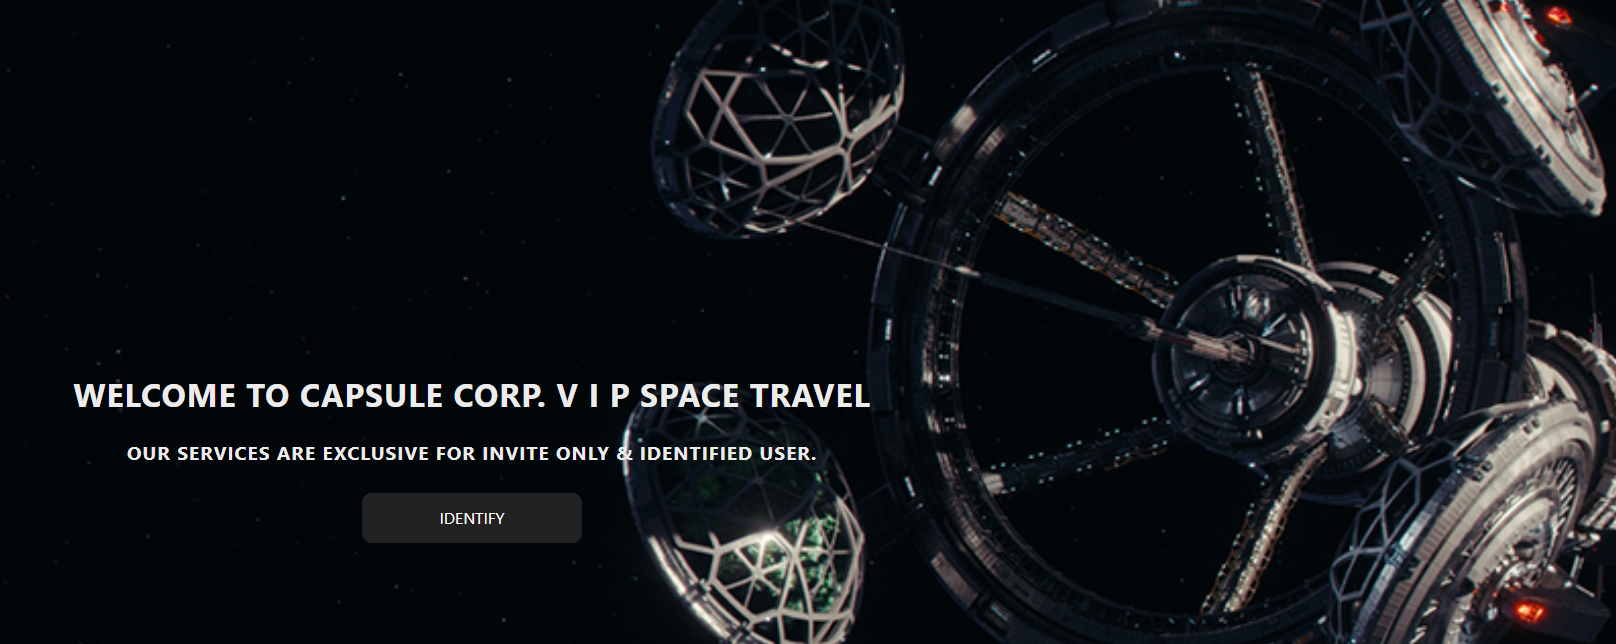 WELCOME TO CAPSULE CORP. V I P SPACE TRAVEL
OUR SERVICES ARE EXCLUSIVE FOR INVITE ONLY & IDENTIFIED USER.
IDENTIFY